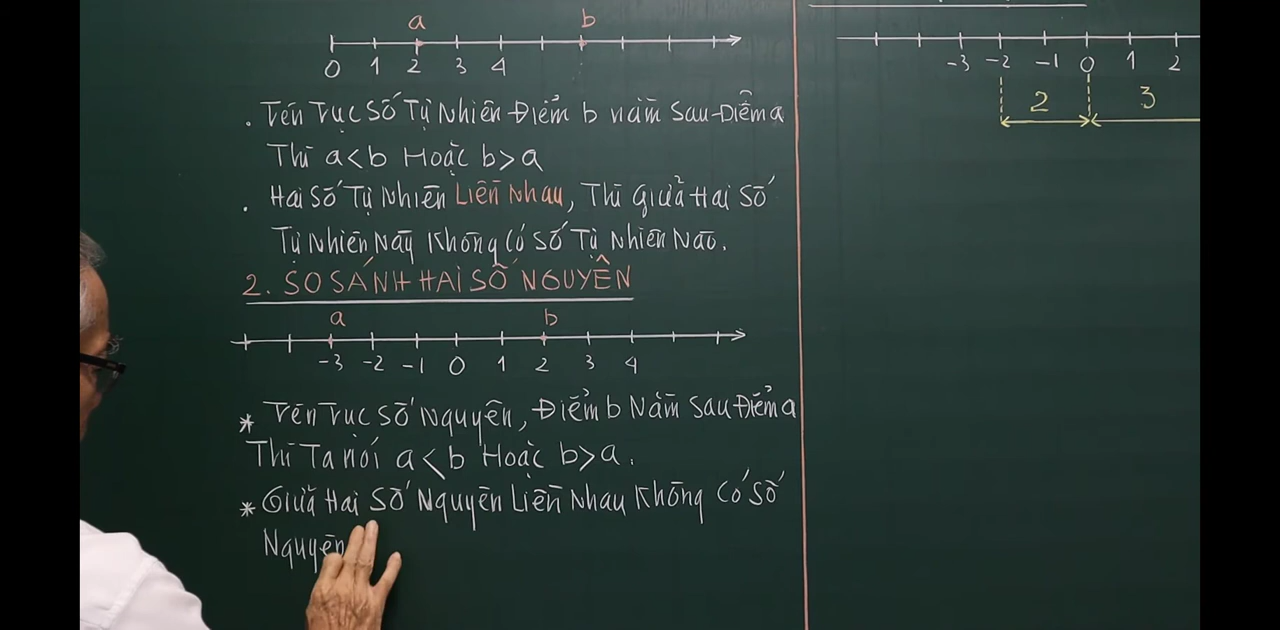 a b
0 1 2 3 4
. Trên Trục Số Tự Nhiên Điểm b nằm Sau Điểm a
Thì a < b Hoặc b > a
. Hai Số Tự Nhiên Liền Nhau, Thì Giữa Hai Số
Tự Nhiên Này Không Có Số Tự Nhiên Nào.
2. SO SÁNH HAI SỐ NGUYÊN
a b
-3 -2 -1 0 1 2 3 4
* Trên Trục Số Nguyên, Điểm b Nằm Sau Điểm a
Thì Ta nói a < b Hoặc b > a.
* Giữa Hai Số Nguyên Liền Nhau Không Có Số
Nguyên
-3 -2 -1 0 1 2
2 3